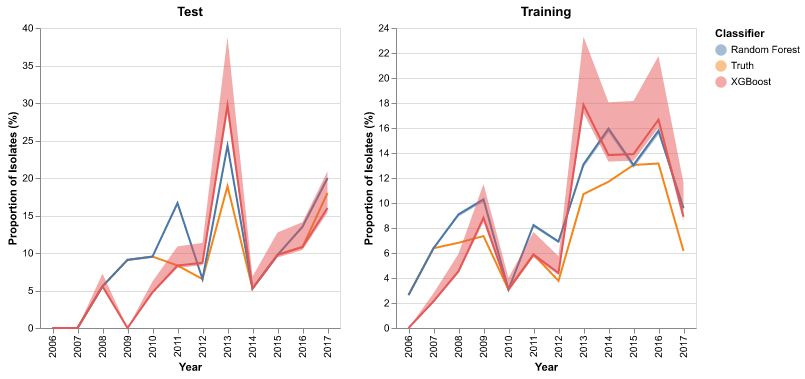 Test
Proportion of Isolates (%)
40
35
30
25
20
15
10
5
0
2006 2007 2008 2009 2010 2011 2012 2013 2014 2015 2016 2017
Year
Training
Proportion of Isolates (%)
24
22
20
18
16
14
12
10
8
6
4
2
0
2006 2007 2008 2009 2010 2011 2012 2013 2014 2015 2016 2017
Year
Classifier
Random Forest
Truth
XGBoost